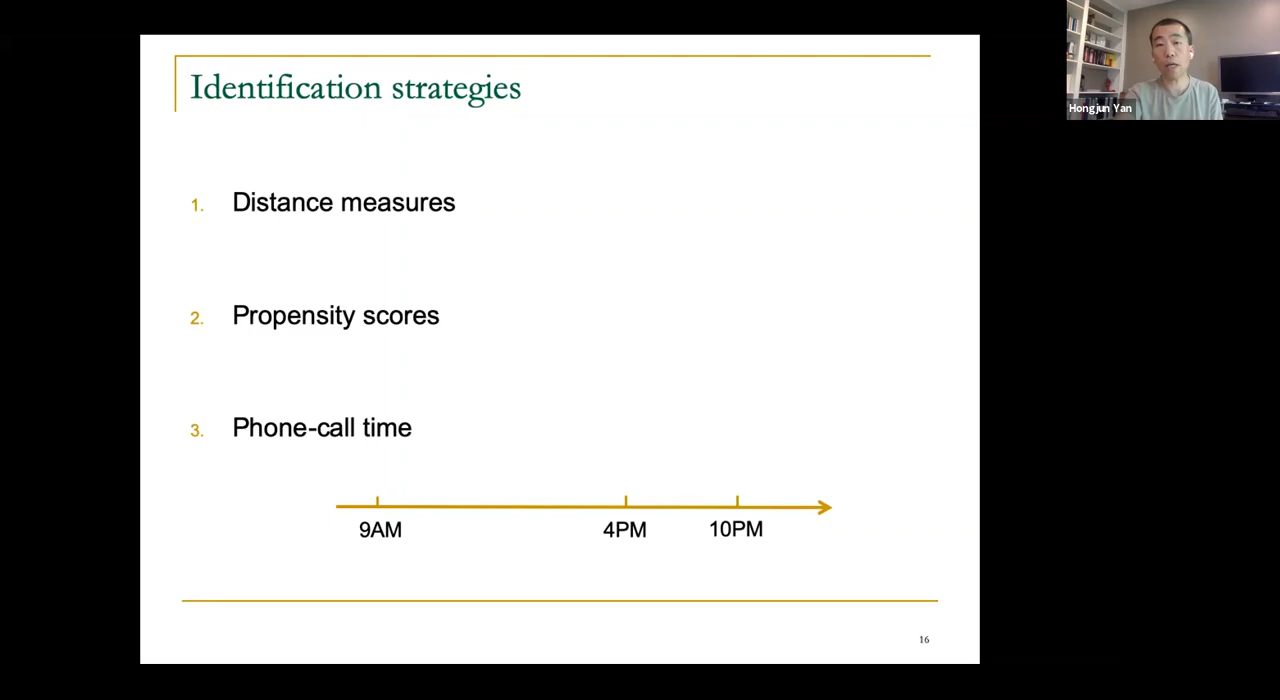 Identification strategies
1. Distance measures
2. Propensity scores
3. Phone-call time
9AM 4PM 10PM
16
Hongjun Yan